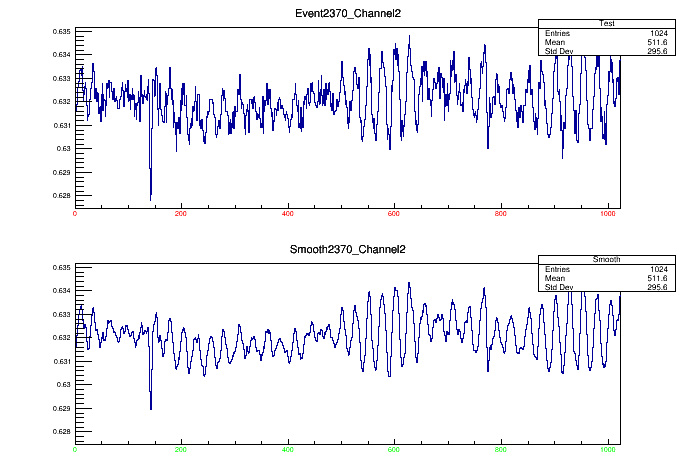 Event2370_Channel2
Test
Entries 1024
Mean 511.6
Std Dev 295.6
0.635
0.634
0.633
0.632
0.631
0.63
0.629
0.628
0 200 400 600 800 1000
Smooth2370_Channel2
Smooth
Entries 1024
Mean 511.6
Std Dev 295.6
0.635
0.634
0.633
0.632
0.631
0.63
0.629
0.628
0 200 400 600 800 1000